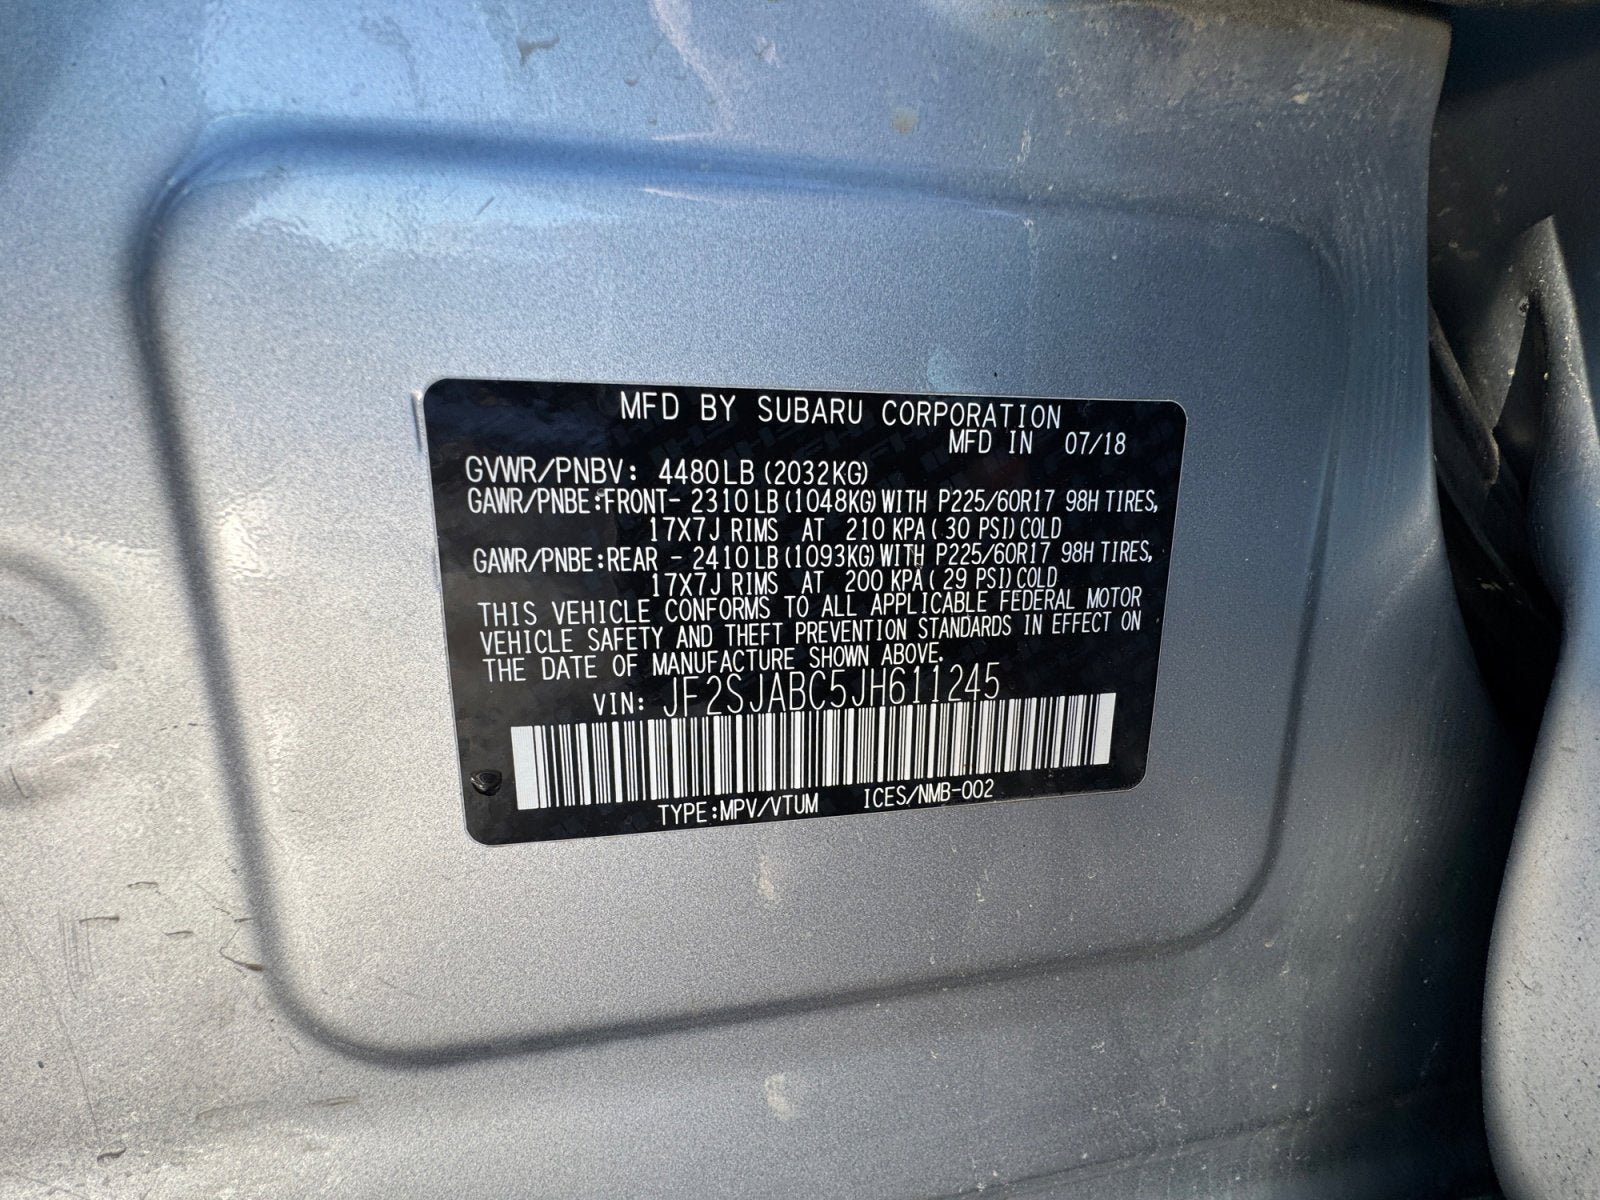 MFD BY SUBARU CORPORATION
MFD IN 07/18
GVWR/PNBV: 4480LB (2032KG)
GAWR/PNBE:FRONT- 2310LB(1048KG)WITH P225/60R17 98H TIRES,
17X7J RIMS AT 210 KPA( 30 PSI)COLD
GAWR/PNBE:REAR - 2410LB(1093KG)WITH P225/60R17 98H TIRES,
17X7J RIMS AT 200 KPA( 29 PSI)COLD
THIS VEHICLE CONFORMS TO ALL APPLICABLE FEDERAL MOTOR
VEHICLE SAFETY AND THEFT PREVENTION STANDARDS IN EFFECT ON
THE DATE OF MANUFACTURE SHOWN ABOVE.
VIN: JF2SJABC5JH611245
TYPE:MPV/VTUM ICES/NMB-002